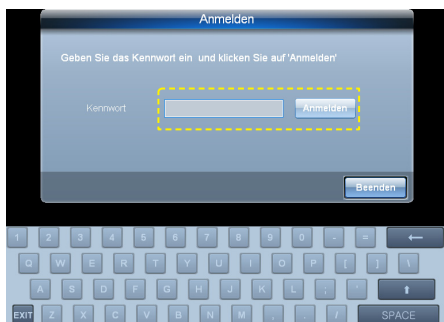 Anmelden
Geben Sie das Kennwort ein und klicken Sie auf 'Anmelden'
Kennwort Anmelden
Beenden
1 2 3 4 5 6 7 8 9 0 - = ←
Q W E R T Y U I O P [ ] \
A S D F G H J K L ; '
EXIT Z X C V B N M , . / SPACE